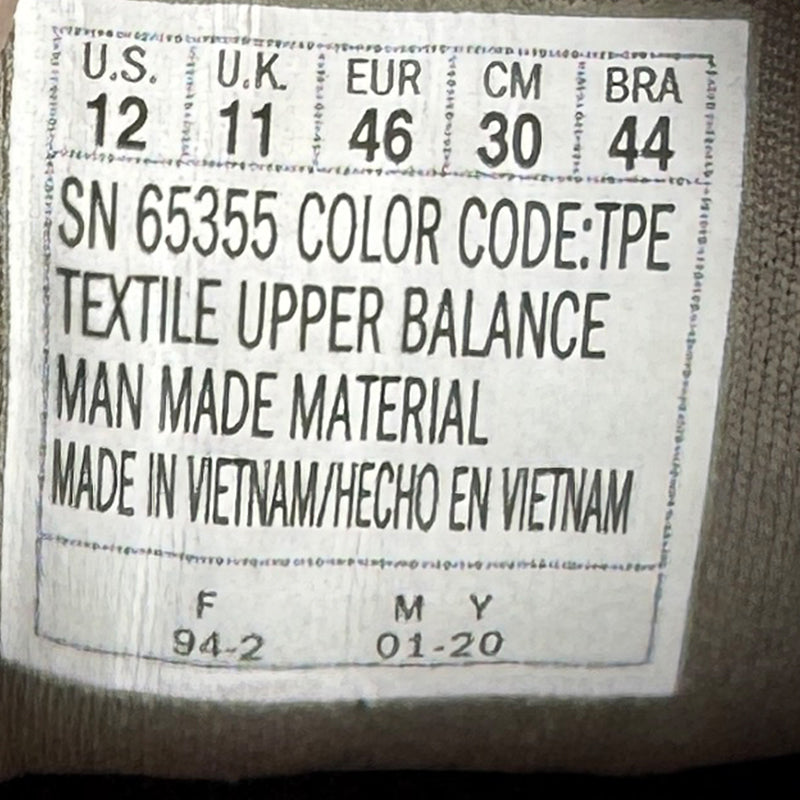 U.S. U.K. EUR CM BRA
12 11 46 30 44
SN 65355 COLOR CODE:TPE
TEXTILE UPPER BALANCE
MAN MADE MATERIAL
MADE IN VIETNAM/HECHO EN VIETNAM
F M Y
94-2 01-20